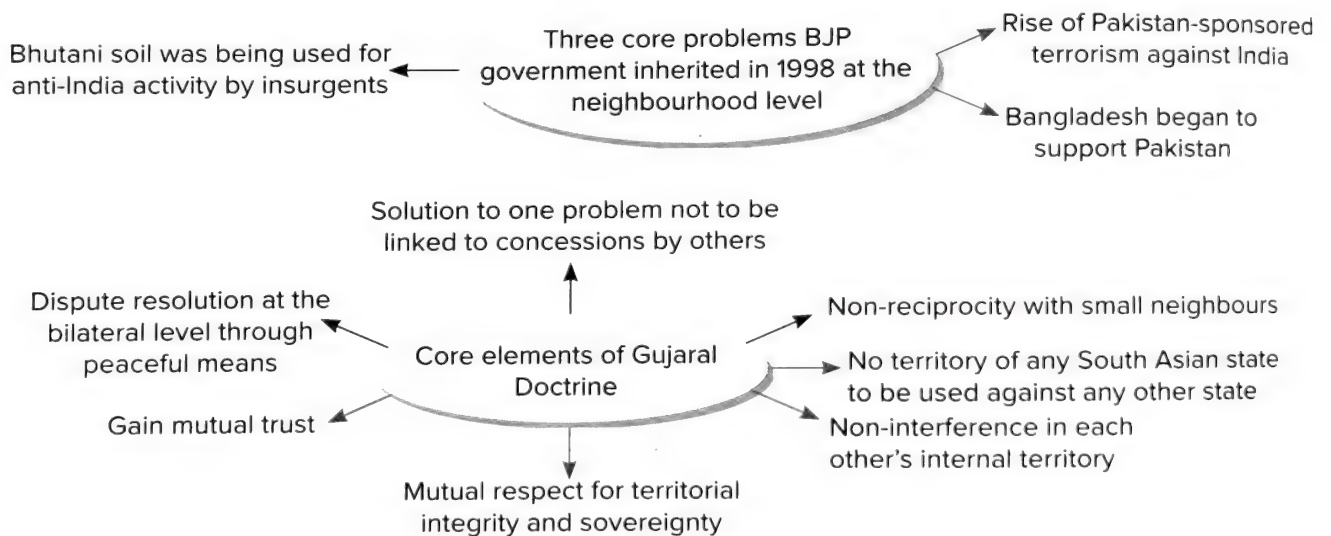 Bhutani soil was being used for
anti-India activity by insurgents
Three core problems BJP
government inherited in 1998 at the
neighbourhood level
Rise of Pakistan-sponsored
terrorism against India
Bangladesh began to
support Pakistan
Solution to one problem not to be
linked to concessions by others
Dispute resolution at the
bilateral level through
peaceful means
Core elements of Gujaral
Doctrine
Non-reciprocity with small neighbours
No territory of any South Asian state
to be used against any other state
Gain mutual trust
Non-interference in each
other's internal territory
Mutual respect for territorial
integrity and sovereignty